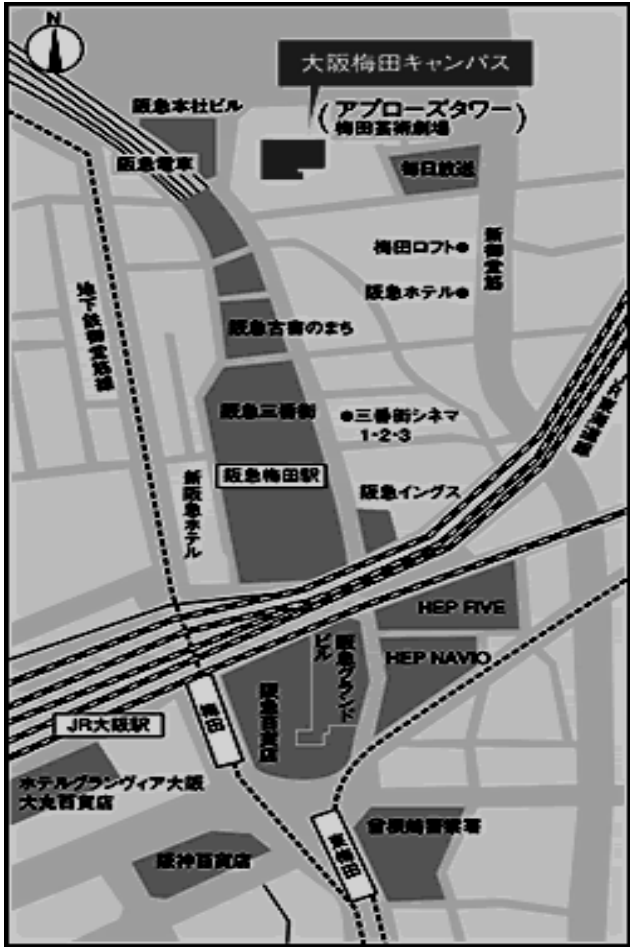 N
大阪梅田キャンパス
(アプローズタワー)
梅田芸術劇場
阪急本社ビル
阪急電車
毎日放送
梅田ロフト
新御堂筋
阪急ホテル
地下鉄御堂筋線
阪急古書のまち
阪急三番街
三番街シネマ
1・2・3
阪急梅田駅
新阪急ホテル
阪急イングス
HEP FIVE
HEP NAVIO
阪急グランド
ビル
阪急百貨店
梅田
JR大阪駅
ホテルグランヴィア大阪
大丸百貨店
阪神百貨店
東梅田
曽根崎警察署